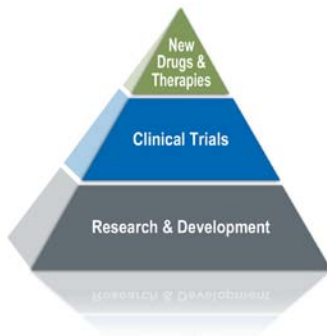 New
Drugs &
Therapies
Clinical Trials
Research & Development